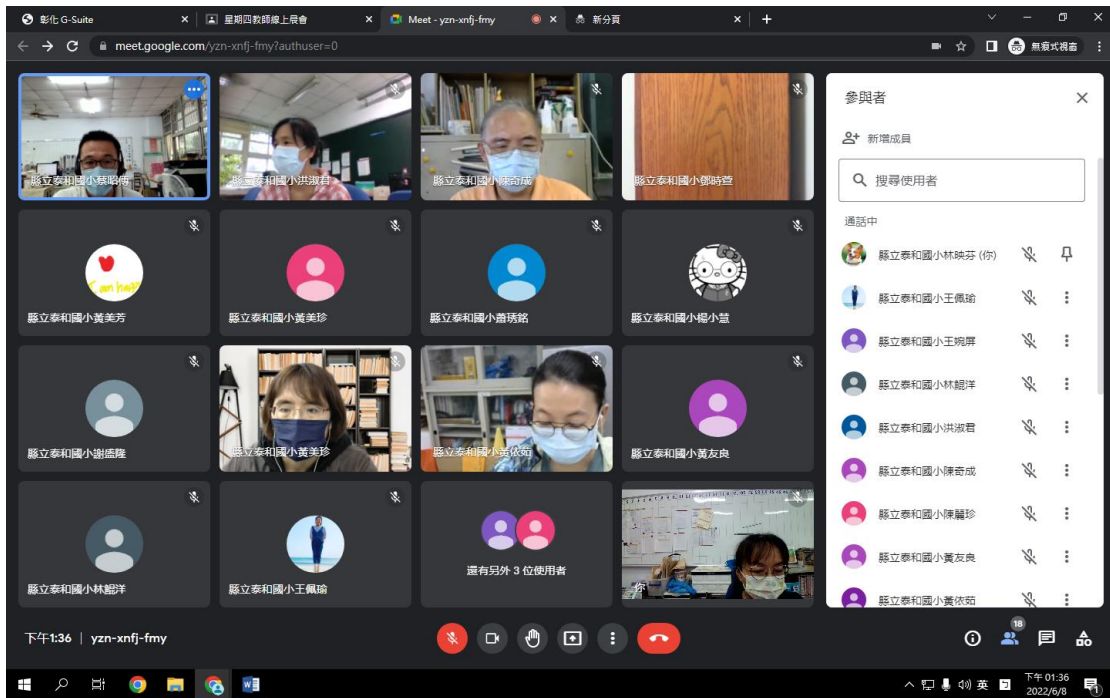 彰化 G-Suite
星期四教師線上晨會
Meet - yzn-xnfj-fmy
新分頁
meet.google.com/yzn-xnfj-fmy?authuser=0
無痕式視窗
縣立泰和國小蔡昭傳
縣立泰和國小洪淑君
縣立泰和國小陳奇成
縣立泰和國小鄧時萱
I am happy
縣立泰和國小黃美芳
縣立泰和國小黃美珍
縣立泰和國小蕭琇銘
縣立泰和國小楊小慧
縣立泰和國小謝盛隆
縣立泰和國小黃美珍
縣立泰和國小黃依茹
縣立泰和國小黃友良
縣立泰和國小林鯤洋
縣立泰和國小王佩瑜
還有另外 3 位使用者
你
參與者
新增成員
搜尋使用者
通話中
縣立泰和國小林映芬 (你)
縣立泰和國小王佩瑜
縣立泰和國小王婉屏
縣立泰和國小林鯤洋
縣立泰和國小洪淑君
縣立泰和國小陳奇成
縣立泰和國小陳麗珍
縣立泰和國小黃友良
縣立泰和國小黃依茹
下午1:36 | yzn-xnfj-fmy
18
英
下午 01:36
2022/6/8
1